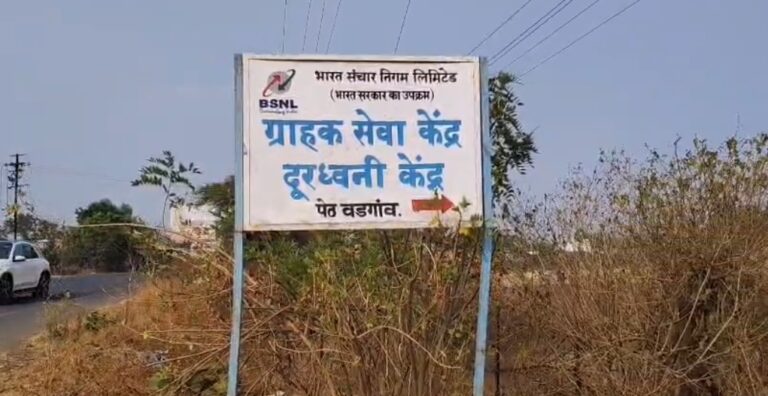 भारत संचार निगम लिमिटेड
(भारत सरकार का उपक्रम)
BSNL
ग्राहक सेवा केंद्र
दूरध्वनी केंद्र
पेठ वडगांव.